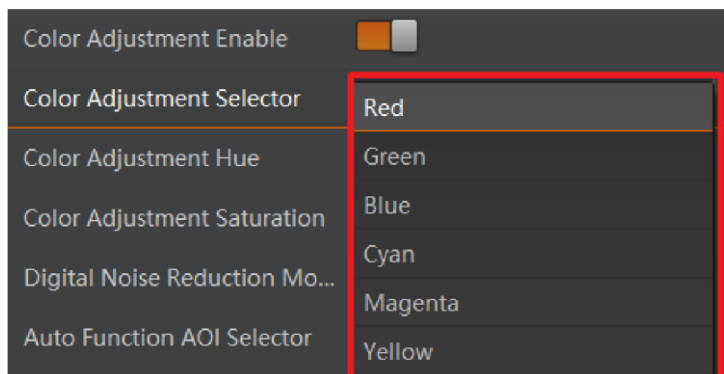 Color Adjustment Enable
Color Adjustment Selector
Red
Color Adjustment Hue
Green
Blue
Color Adjustment Saturation
Cyan
Digital Noise Reduction Mo...
Magenta
Auto Function AOI Selector
Yellow